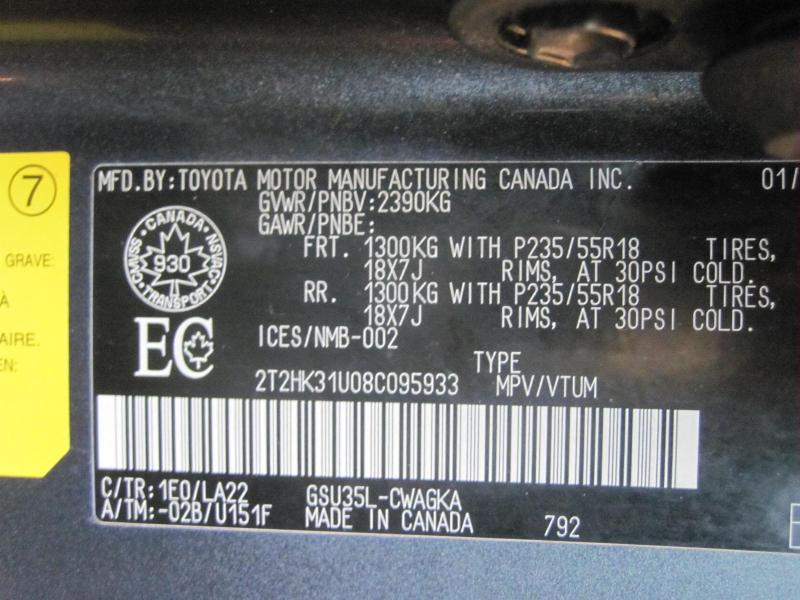 7
GRAVE:
À
AIRE.
EN:
MFD.BY:TOYOTA MOTOR MANUFACTURING CANADA INC. 01/
GVWR/PNBV:2390KG
GAWR/PNBE:
FRT. 1300KG WITH P235/55R18 TIRES,
18X7J RIMS, AT 30PSI COLD.
RR. 1300KG WITH P235/55R18 TIRES,
18X7J RIMS, AT 30PSI COLD.
CANADA
CMVSS 930 NSVAC
TRANSPORT
EC
ICES/NMB-002
TYPE
2T2HK31U08C095933 MPV/VTUM
C/TR:1E0/LA22 GSU35L-CWAGKA
A/TM:-02B/U151F MADE IN CANADA 792